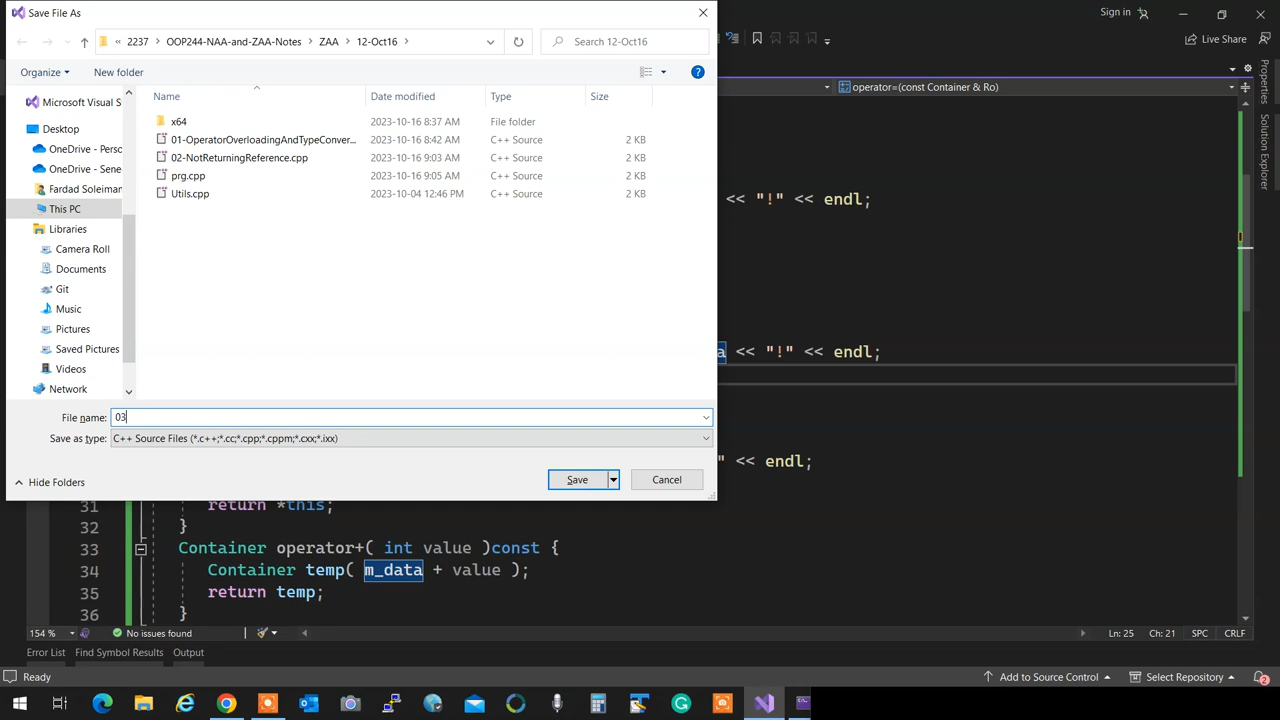 Save File As
Sign in
2237 OOP244-NAA-and-ZAA-Notes ZAA 12-Oct16
Search 12-Oct16
Live Share
Organize
New folder
?
Name
Date modified
Type
Size
operator=(const Container & Ro)
Properties
Solution Explorer
Microsoft Visual S
Desktop
OneDrive - Perso
OneDrive - Sene
Fardad Soleiman
This PC
Libraries
Camera Roll
Documents
Git
Music
Pictures
Saved Pictures
Videos
Network
x64 2023-10-16 8:37 AM File folder
01-OperatorOverloadingAndTypeConver... 2023-10-16 8:42 AM C++ Source 2 KB
02-NotReturningReference.cpp 2023-10-16 9:03 AM C++ Source 2 KB
prg.cpp 2023-10-16 9:05 AM C++ Source 2 KB
Utils.cpp 2023-10-04 12:46 PM C++ Source 2 KB
<< "!" << endl;
a << "!" << endl;
" << endl;
File name: 03
Save as type: C++ Source Files (*.c++;*.cc;*.cpp;*.cppm;*.cxx;*.ixx)
Hide Folders
Save
Cancel
31 return *this;
32 }
33 Container operator+( int value )const {
34 Container temp( m_data + value );
35 return temp;
36 }
154 % No issues found Ln: 25 Ch: 21 SPC CRLF
Error List Find Symbol Results Output
Ready Add to Source Control Select Repository 2